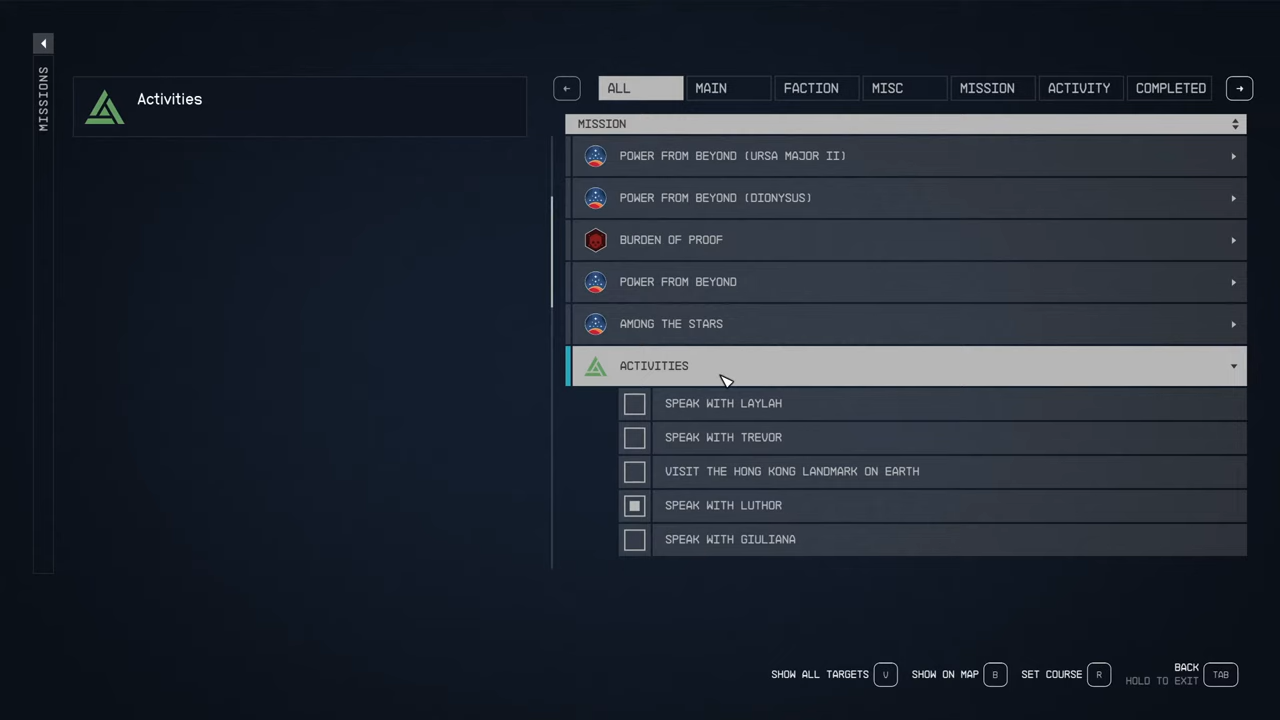 MISSIONS
Activities
ALL
MAIN
FACTION
MISC
MISSION
ACTIVITY
COMPLETED
MISSION
POWER FROM BEYOND (URSA MAJOR II)
POWER FROM BEYOND (DIONYSUS)
BURDEN OF PROOF
POWER FROM BEYOND
AMONG THE STARS
ACTIVITIES
SPEAK WITH LAYLAH
SPEAK WITH TREVOR
VISIT THE HONG KONG LANDMARK ON EARTH
SPEAK WITH LUTHOR
SPEAK WITH GIULIANA
SHOW ALL TARGETS V
SHOW ON MAP B
SET COURSE R
BACK
HOLD TO EXIT TAB